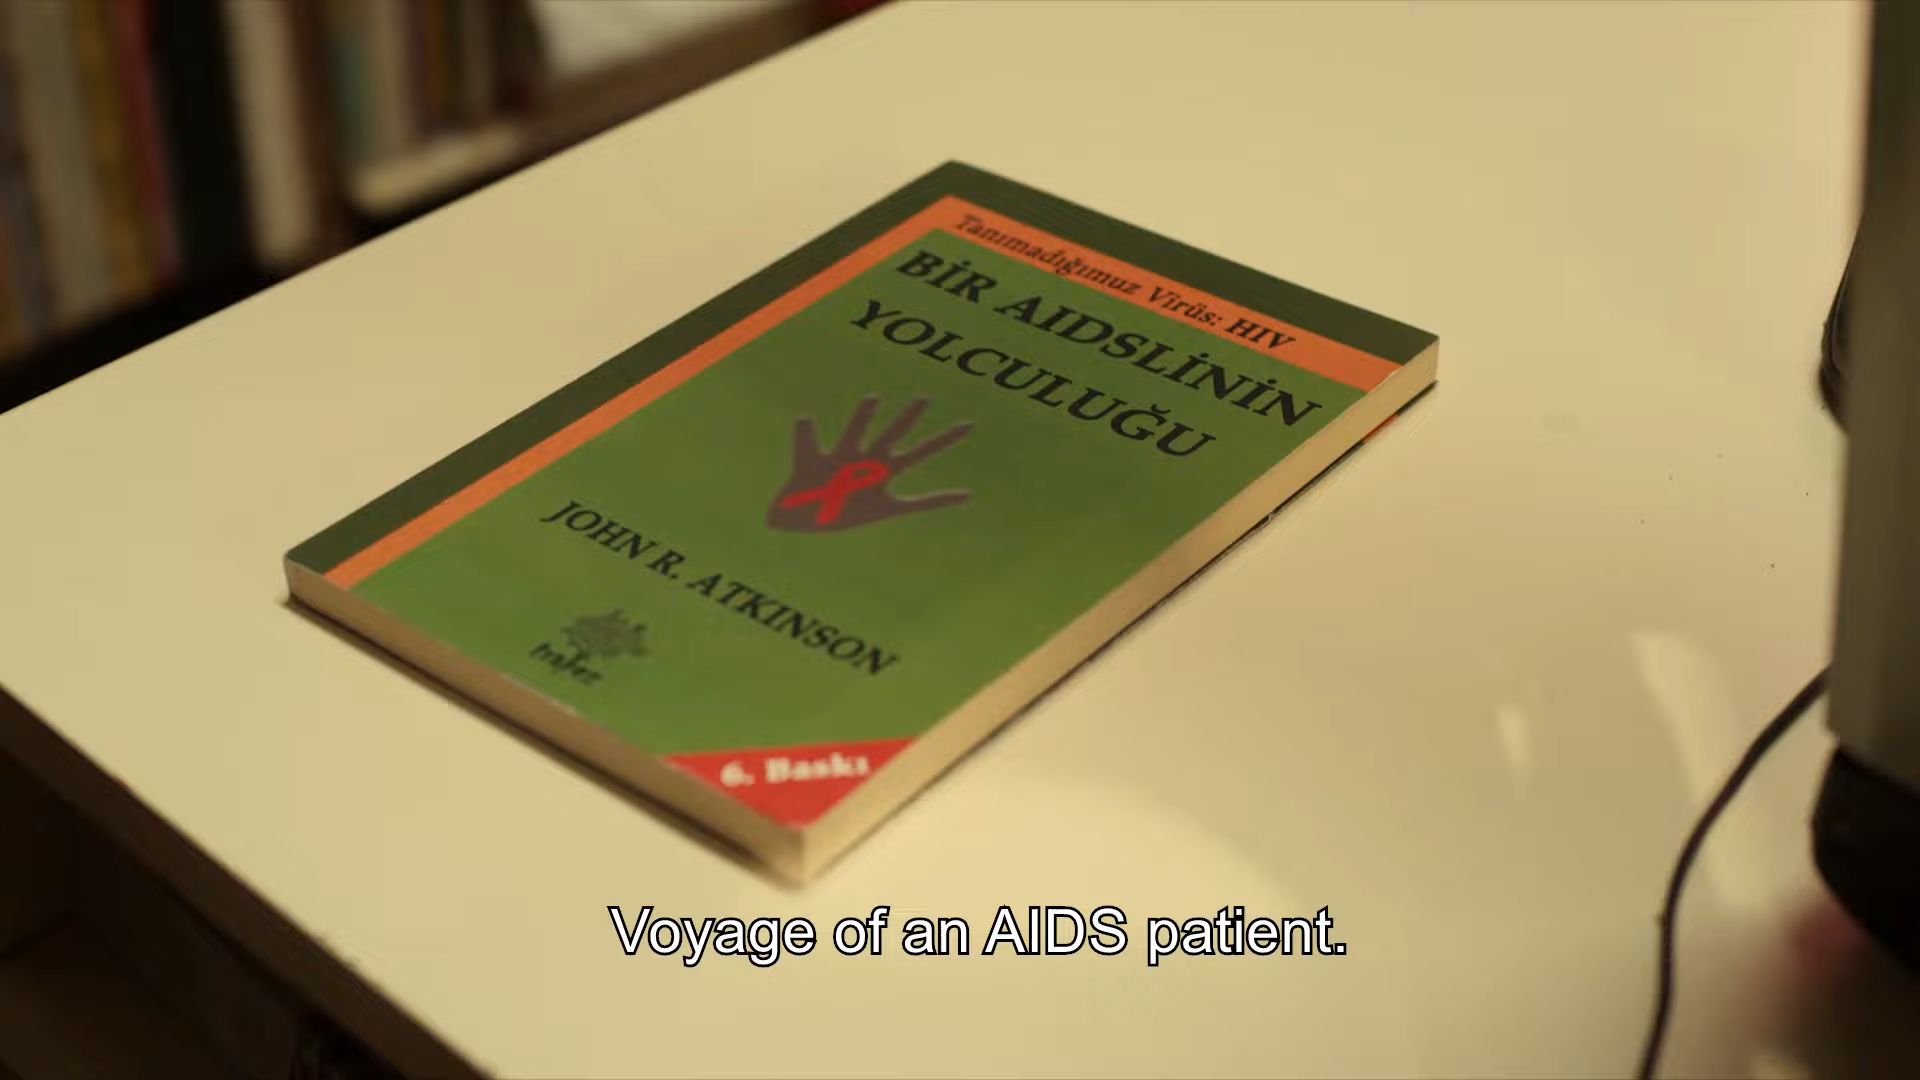 Tanımadığımız Virüs: HIV
BİR AIDSLİNİN
YOLCULUĞU
JOHN R. ATKINSON
6. Baskı
Voyage of an AIDS patient.